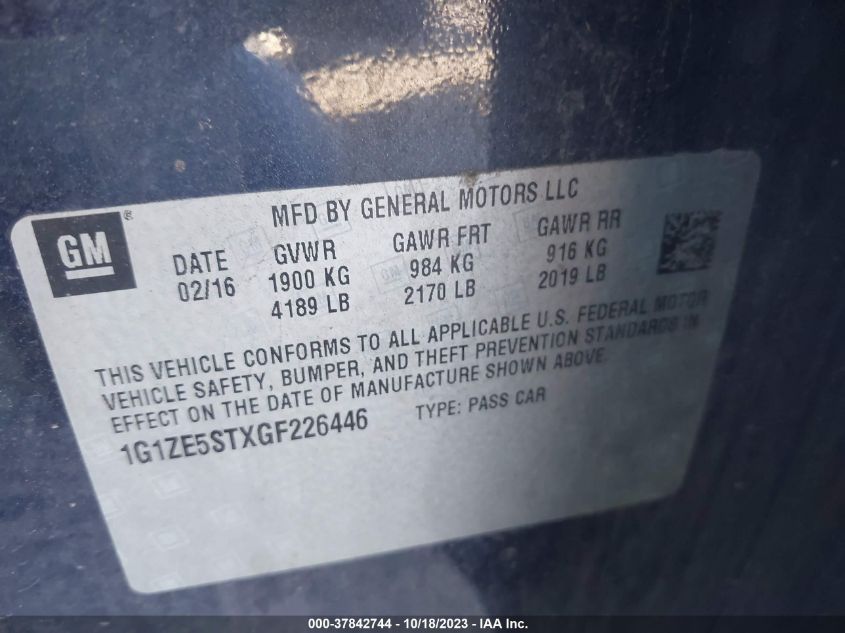 GM ®
MFD BY GENERAL MOTORS LLC
DATE GVWR GAWR FRT GAWR RR
02/16 1900 KG 984 KG 916 KG
4189 LB 2170 LB 2019 LB
THIS VEHICLE CONFORMS TO ALL APPLICABLE U.S. FEDERAL MOTOR
VEHICLE SAFETY, BUMPER, AND THEFT PREVENTION STANDARDS IN
EFFECT ON THE DATE OF MANUFACTURE SHOWN ABOVE.
1G1ZE5STXGF226446 TYPE: PASS CAR
000-37842744 - 10/18/2023 - IAA Inc.